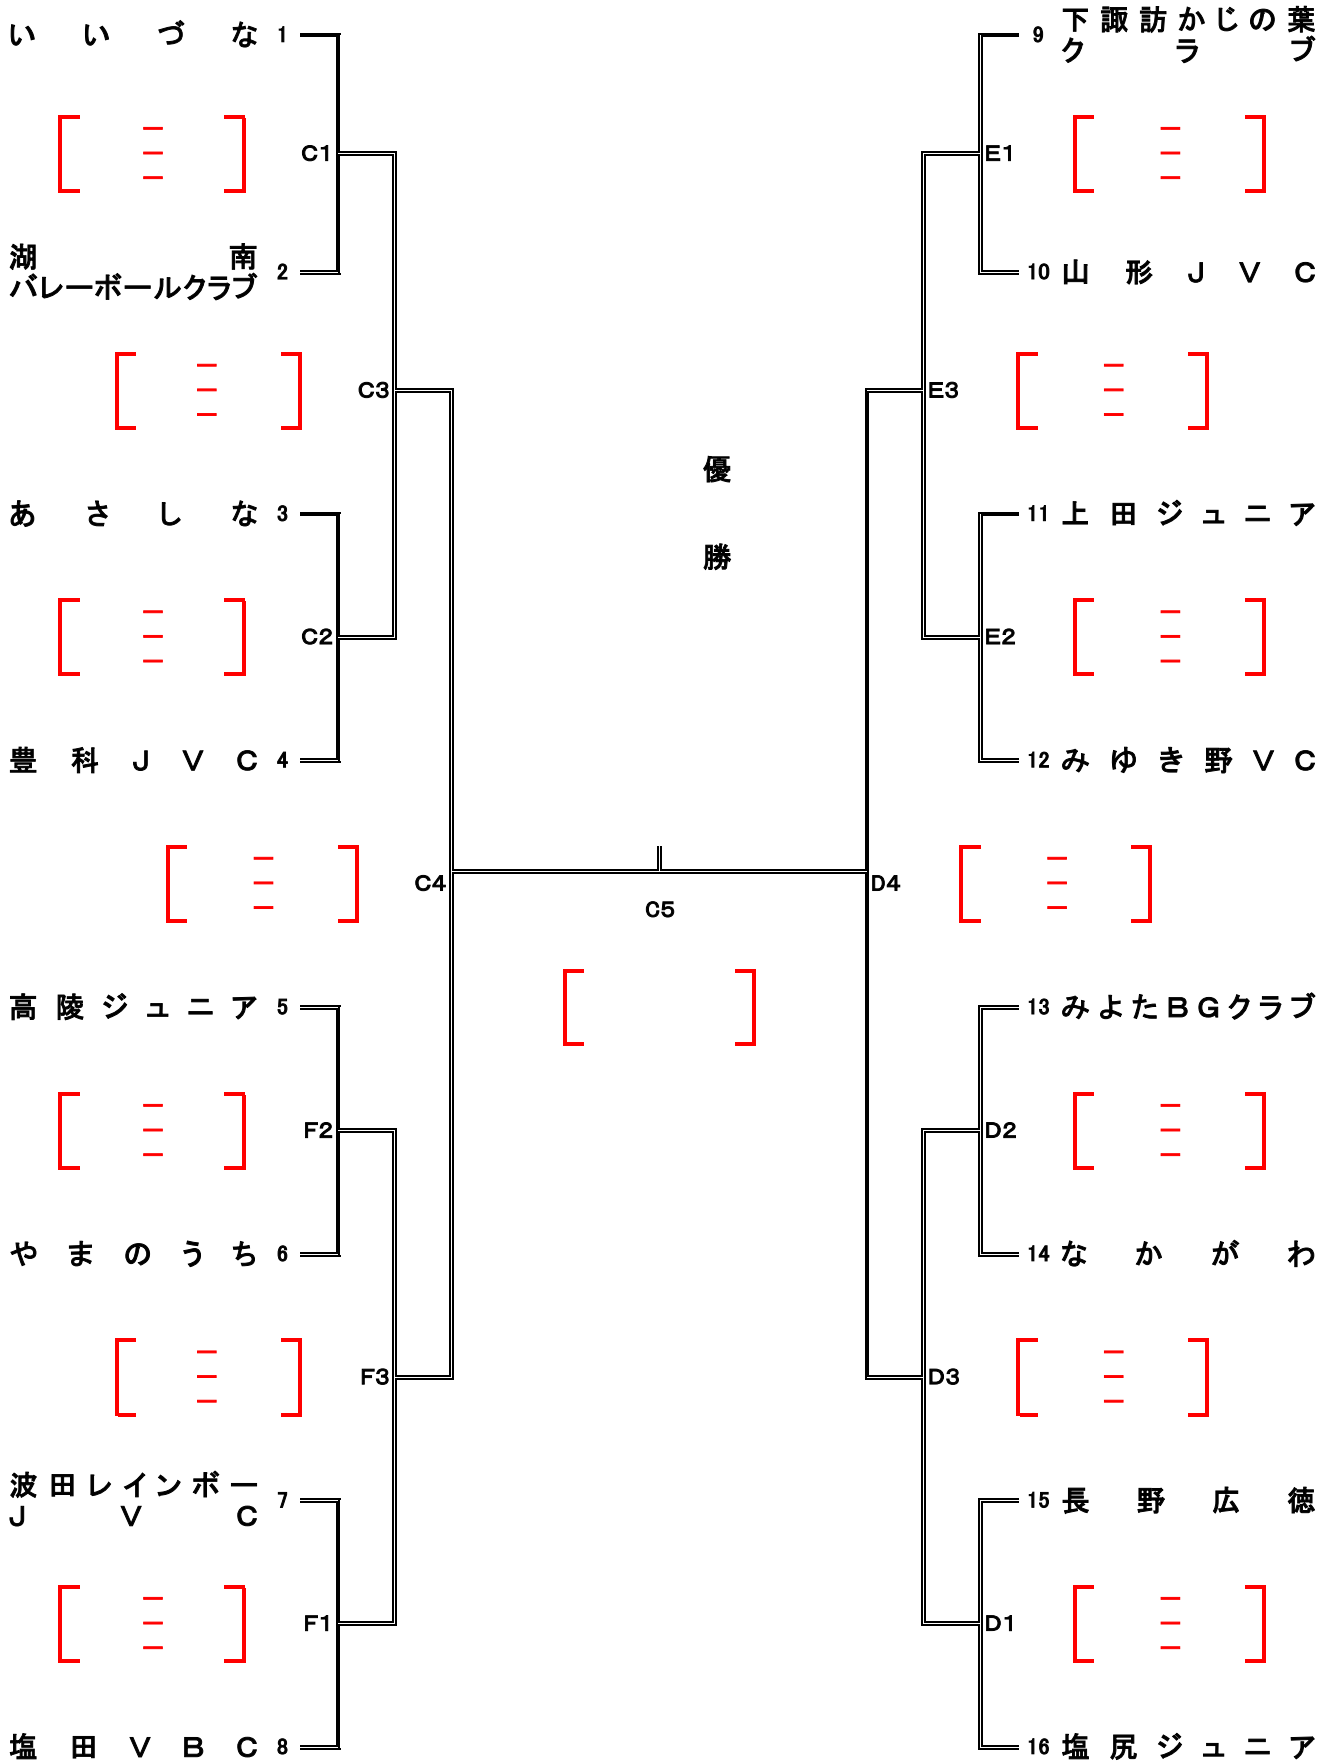 いいづな 1
9 下諏訪かじの葉
クラブ
C1
E1
湖南
バレーボールクラブ 2
10 山形JVC
C3
E3
優
勝
あさしな 3
11 上田ジュニア
C2
E2
豊科JVC 4
12 みゆき野VC
C4
D4
C5
高陵ジュニア 5
13 みよたBGクラブ
F2
D2
やまのうち 6
14 なかがわ
F3
D3
波田レインボー
JVC 7
15 長野広徳
F1
D1
塩田VBC 8
16 塩尻ジュニア